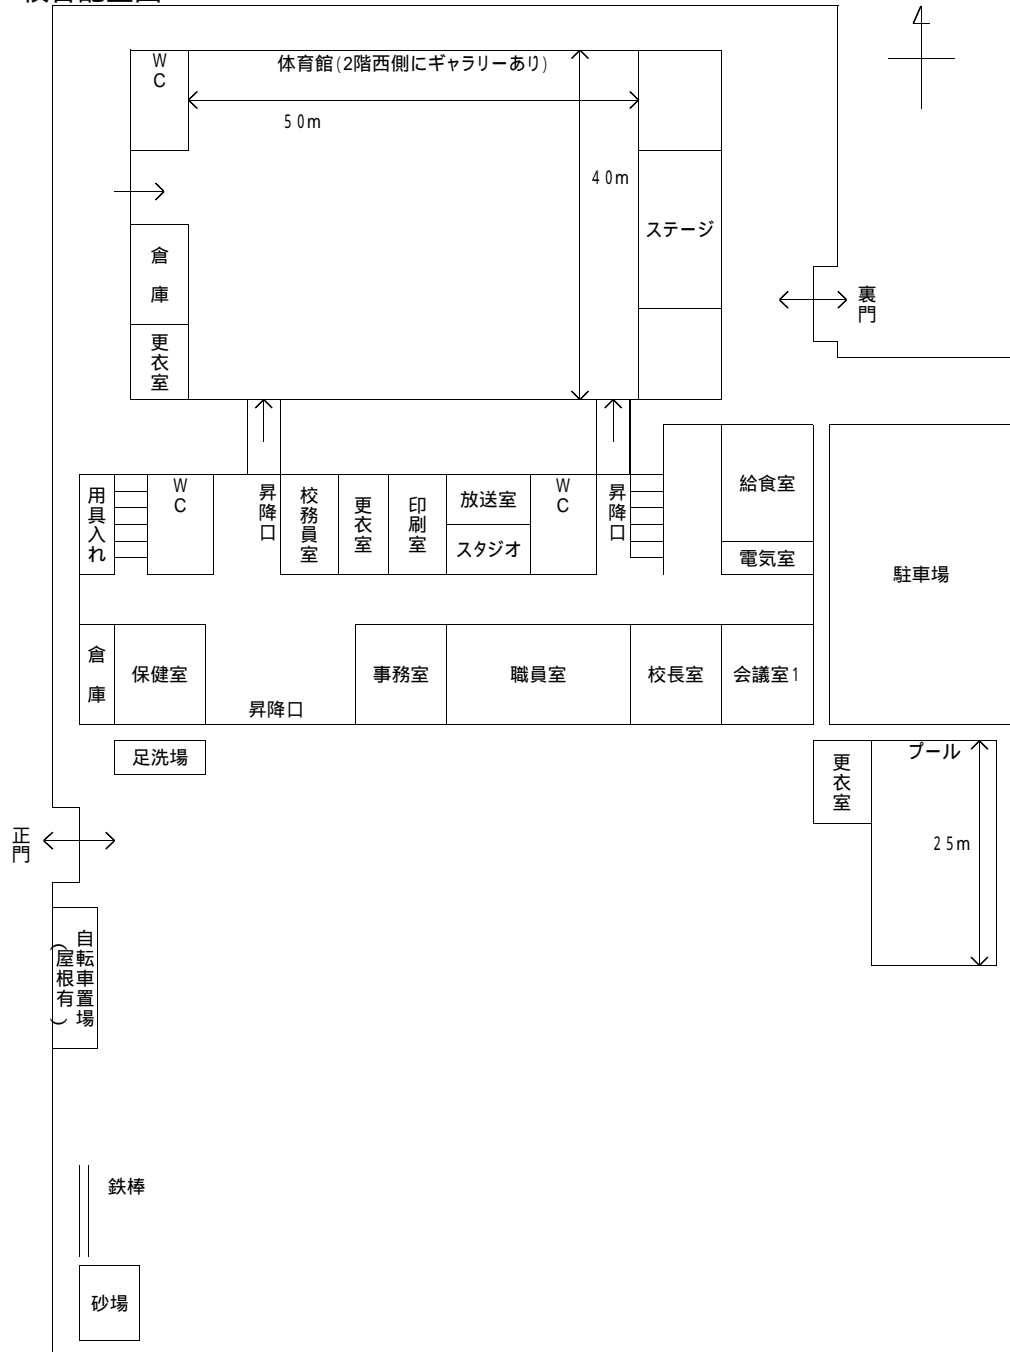 WC
体育館(2階西側にギャラリーあり)
50m
40m
ステージ
倉庫
更衣室
裏門
用具入れ
WC
昇降口
校務員室
更衣室
印刷室
放送室
スタジオ
WC
昇降口
給食室
電気室
駐車場
倉庫
保健室
昇降口
事務室
職員室
校長室
会議室1
足洗場
更衣室
プール
25m
正門
自転車置場
(屋根有)
鉄棒
砂場